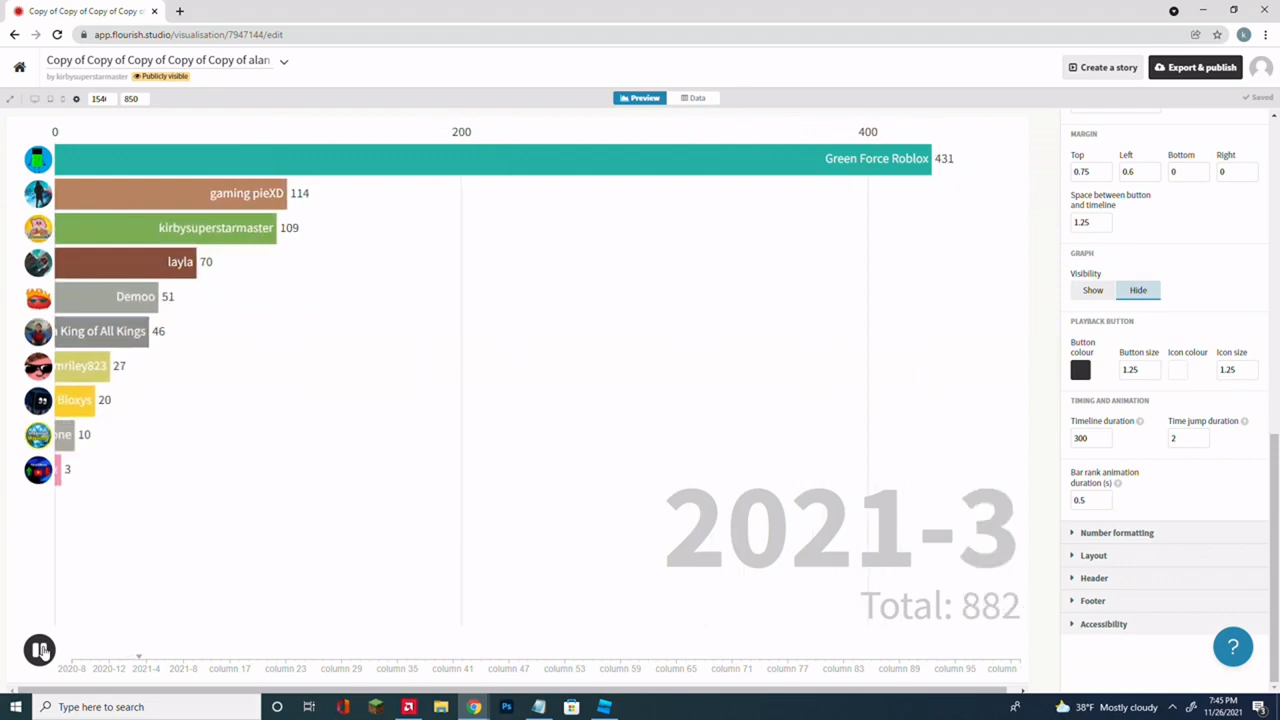 Copy of Copy of Copy of Copy of
app.flourish.studio/visualisation/7947144/edit
k
Copy of Copy of Copy of Copy of Copy of alan
by kirbysuperstarmaster Publicly visible
Create a story
Export & publish
850
Preview
Data
Saved
0 200 400
Green Force Roblox 431
gaming pieXD 114
kirbysuperstarmaster 109
layla 70
Demoo 51
King of All Kings 46
mriley823 27
Bloxys 20
one 10
3
2021-3
Total: 882
2020-8 2020-12 2021-4 2021-8 column 17 column 23 column 29 column 35 column 41 column 47 column 53 column 59 column 65 column 71 column 77 column 83 column 89 column 95 column
MARGIN
Top Left Bottom Right
0.75 0.6 0 0
Space between button
and timeline
1.25
GRAPH
Visibility
Show Hide
PLAYBACK BUTTON
Button
colour Button size Icon colour Icon size
1.25 1.25
TIMING AND ANIMATION
Timeline duration ? Time jump duration ?
300 2
Bar rank animation
duration (s) ?
0.5
Number formatting
Layout
Header
Footer
Accessibility
?
Type here to search
38°F Mostly cloudy
7:45 PM
11/26/2021
3